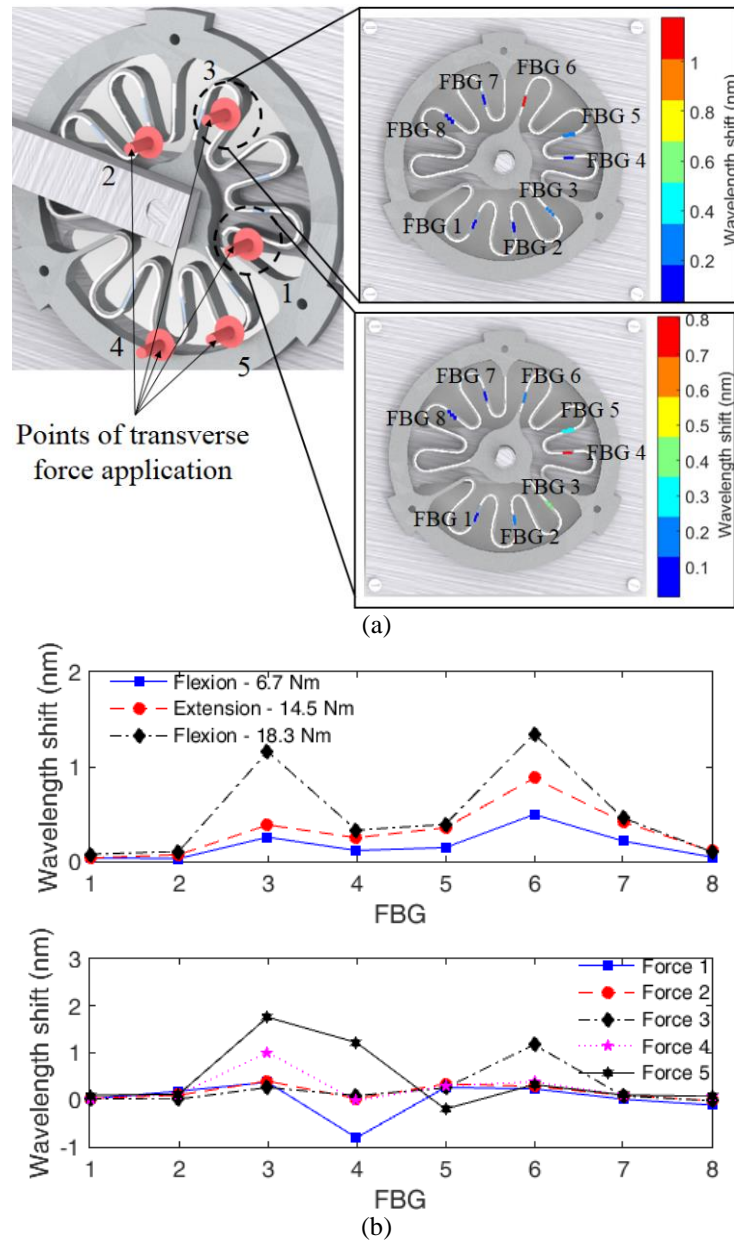 3
2
1
4
5
Points of transverse
force application
FBG 7
FBG 6
FBG 8
FBG 5
FBG 4
FBG 3
FBG 1
FBG 2
1
0.8
0.6
0.4
0.2
Wavelength shift (nm)
FBG 7
FBG 6
FBG 8
FBG 5
FBG 4
FBG 3
FBG 1
FBG 2
0.8
0.7
0.6
0.5
0.4
0.3
0.2
0.1
Wavelength shift (nm)
(a)
Wavelength shift (nm)
2
1
0
Flexion - 6.7 Nm
Extension - 14.5 Nm
Flexion - 18.3 Nm
1 2 3 4 5 6 7 8
FBG
Wavelength shift (nm)
3
2
1
0
-1
Force 1
Force 2
Force 3
Force 4
Force 5
1 2 3 4 5 6 7 8
FBG
(b)